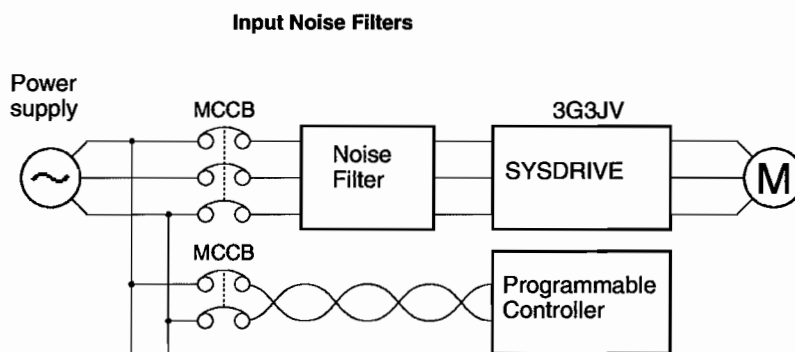 Input Noise Filters
Power
supply
MCCB
3G3JV
Noise
Filter
SYSDRIVE
M
MCCB
Programmable
Controller